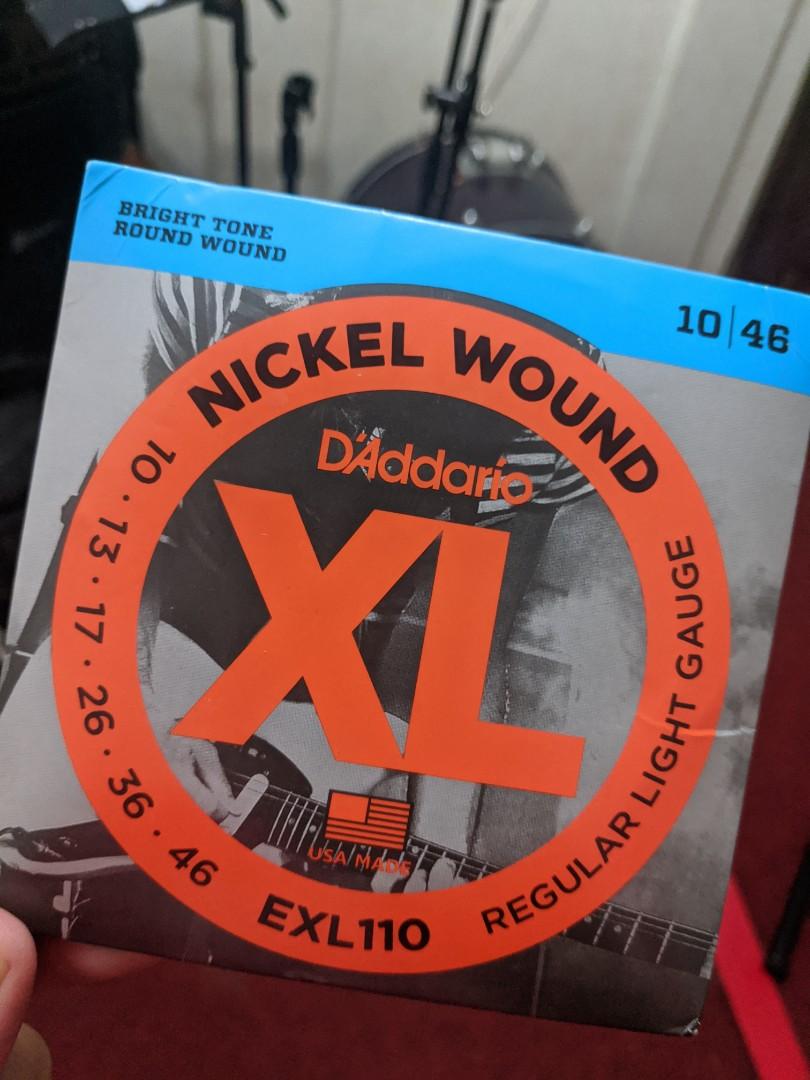 BRIGHT TONE
ROUND WOUND
10|46
NICKEL WOUND
D'Addario
XL
10 · 13 · 17 · 26 · 36 · 46
REGULAR LIGHT GAUGE
USA MADE
EXL110